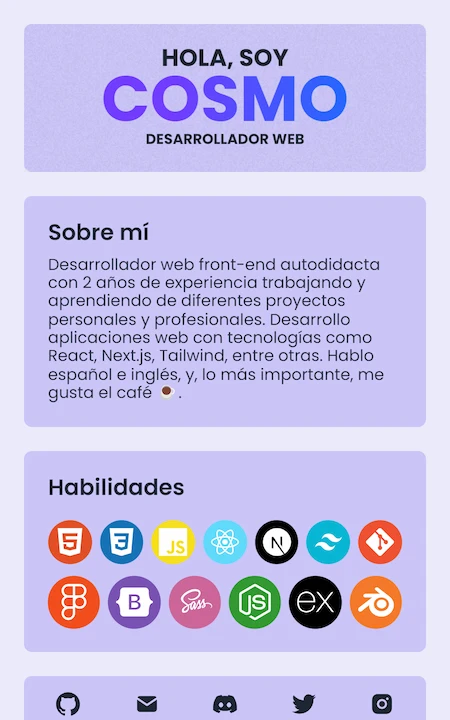 HOLA, SOY
COSMO
DESARROLLADOR WEB
Sobre mí
Desarrollador web front-end autodidacta
con 2 años de experiencia trabajando y
aprendiendo de diferentes proyectos
personales y profesionales. Desarrollo
aplicaciones web con tecnologías como
React, Next.js, Tailwind, entre otras. Hablo
español e inglés, y, lo más importante, me
gusta el café ☕ .
Habilidades
5 3 JS N
B Sass JS ex